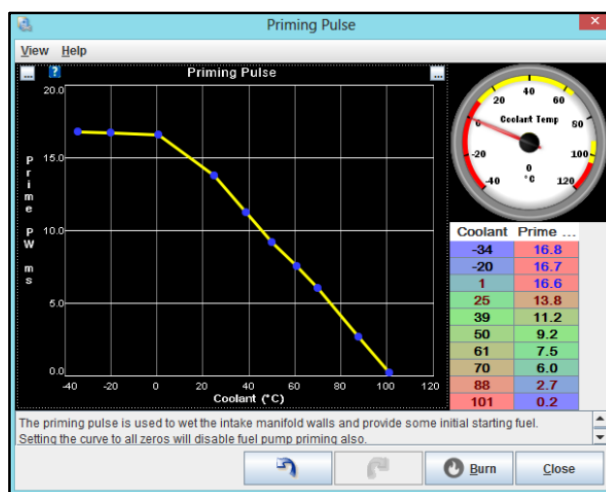 Priming Pulse
View Help
... ? Priming Pulse ...
20.0
15.0
10.0
5.0
0.0
Prime PW ms
-40 -20 0 20 40 60 80 100 120
Coolant (°C)
-40 -20 0 20 40 60 80 100 120
Coolant Temp
0
°C
Coolant Prime ...
-34 16.8
-20 16.7
1 16.6
25 13.8
39 11.2
50 9.2
61 7.5
70 6.0
88 2.7
101 0.2
The priming pulse is used to wet the intake manifold walls and provide some initial starting fuel.
Setting the curve to all zeros will disable fuel pump priming also.
Burn Close